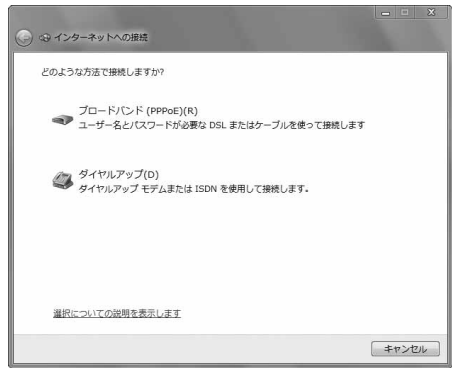 インターネットへの接続
どのような方法で接続しますか?
ブロードバンド (PPPoE)(R)
ユーザー名とパスワードが必要な DSL またはケーブルを使って接続します
ダイヤルアップ(D)
ダイヤルアップ モデムまたは ISDN を使用して接続します。
選択についての説明を表示します
キャンセル